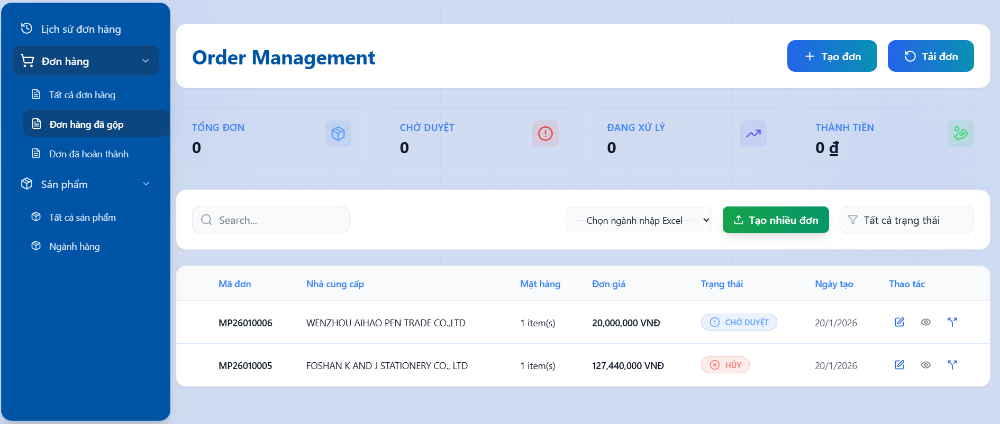 Lịch sử đơn hàng
Đơn hàng
Tất cả đơn hàng
Đơn hàng đã gộp
Đơn đã hoàn thành
Sản phẩm
Tất cả sản phẩm
Ngành hàng
Order Management
Tạo đơn
Tải đơn
TỔNG ĐƠN
0
CHỜ DUYỆT
0
ĐANG XỬ LÝ
0
THÀNH TIỀN
0 ₫
Search...
-- Chọn ngành nhập Excel --
Tạo nhiều đơn
Tất cả trạng thái
Mã đơn Nhà cung cấp Mặt hàng Đơn giá Trạng thái Ngày tạo Thao tác
MP26010006 WENZHOU AIHAO PEN TRADE CO.,LTD 1 item(s) 20,000,000 VNĐ CHỜ DUYỆT 20/1/2026
MP26010005 FOSHAN K AND J STATIONERY CO., LTD 1 item(s) 127,440,000 VNĐ HỦY 20/1/2026